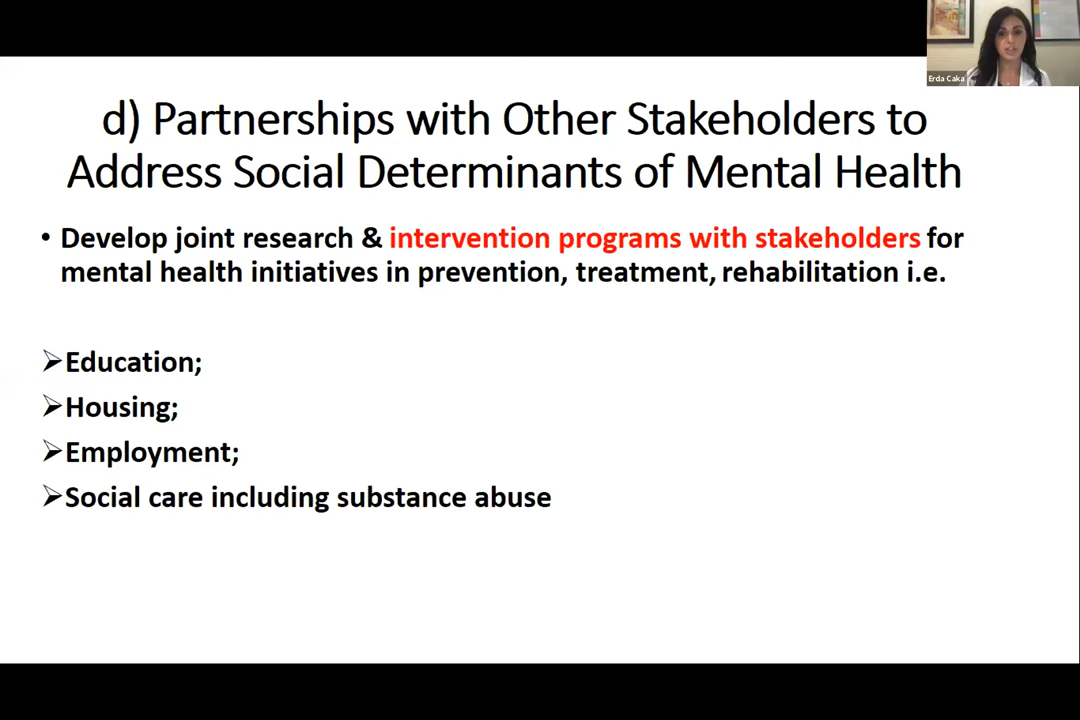 Erda Caka
d) Partnerships with Other Stakeholders to
Address Social Determinants of Mental Health
• Develop joint research & intervention programs with stakeholders for
mental health initiatives in prevention, treatment, rehabilitation i.e.
➢Education;
➢Housing;
➢Employment;
➢Social care including substance abuse